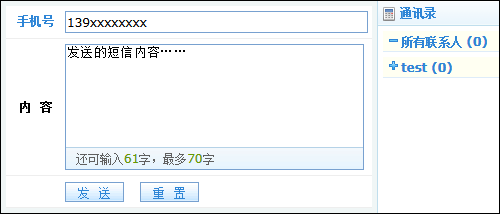 手机号 139xxxxxxxx
内 容 发送的短信内容……
还可输入61字，最多70字
发 送 重 置
通讯录
所有联系人 (0)
test (0)